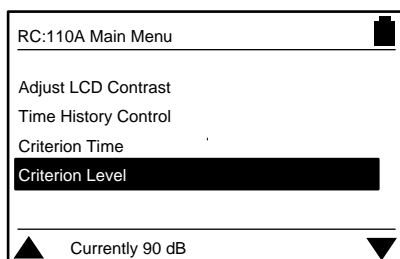 RC:110A Main Menu
Adjust LCD Contrast
Time History Control
Criterion Time
Criterion Level
Currently 90 dB